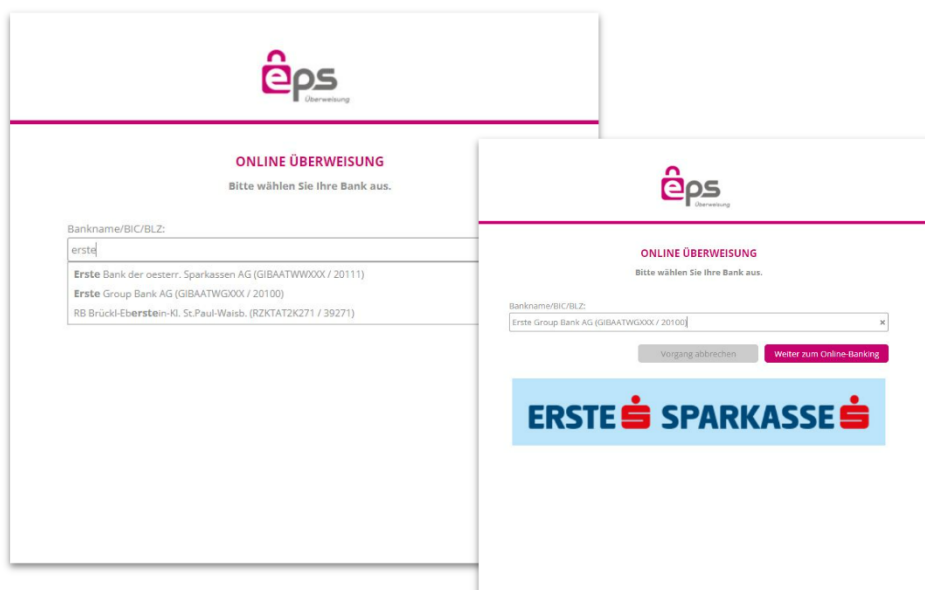 eps
Überweisung
ONLINE ÜBERWEISUNG
Bitte wählen Sie Ihre Bank aus.
Bankname/BIC/BLZ:
erste
Erste Bank der oesterr. Sparkassen AG (GIBAATWWXXX / 20111)
Erste Group Bank AG (GIBAATWGXXX / 20100)
RB Brückl-Eberstein-Kl. St.Paul-Waisb. (RZKTAT2K271 / 39271)
eps
Überweisung
ONLINE ÜBERWEISUNG
Bitte wählen Sie Ihre Bank aus.
Bankname/BIC/BLZ:
Erste Group Bank AG (GIBAATWGXXX / 20100)
Vorgang abbrechen Weiter zum Online-Banking
ERSTE SPARKASSE